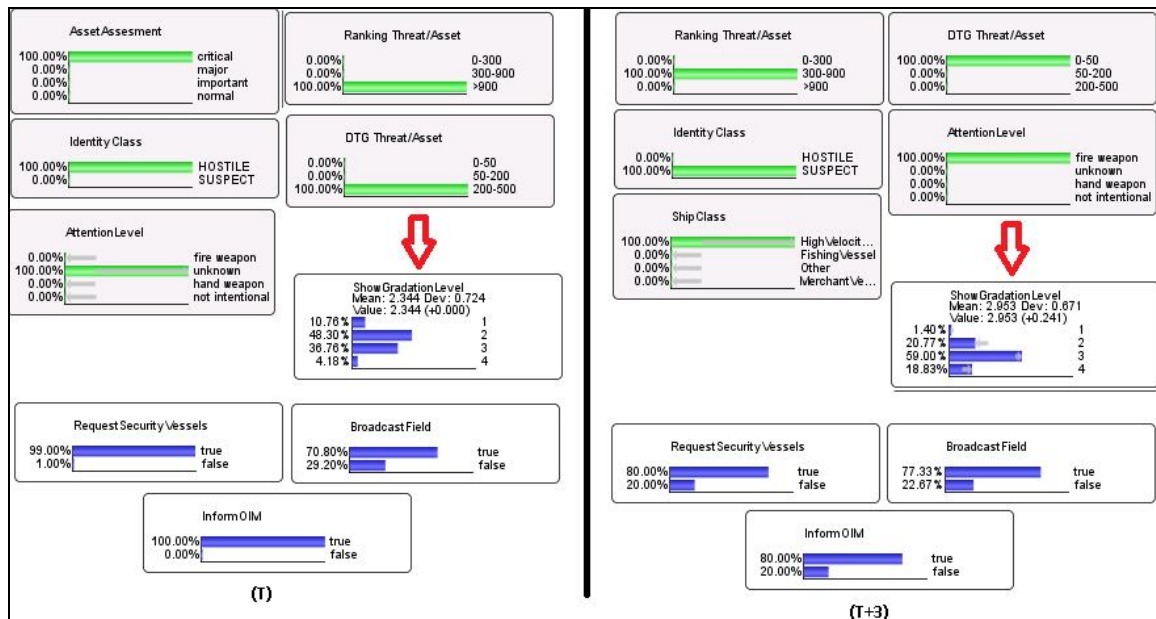 Asset Assesment
100.00% critical
0.00% major
0.00% important
0.00% normal
Ranking Threat/Asset
0.00% 0-300
0.00% 300-900
100.00% >900
Identity Class
100.00% HOSTILE
0.00% SUSPECT
DTG Threat/Asset
0.00% 0-50
0.00% 50-200
100.00% 200-500
Attention Level
0.00% fire weapon
100.00% unknown
0.00% hand weapon
0.00% not intentional
Show Gradation Level
Mean: 2.344 Dev: 0.724
Value: 2.344 (+0.000)
10.76% 1
48.30% 2
36.76% 3
4.18% 4
Request Security Vessels
99.00% true
1.00% false
Broadcast Field
70.80% true
29.20% false
Inform OIM
100.00% true
0.00% false
(T)
Ranking Threat/Asset
0.00% 0-300
100.00% 300-900
0.00% >900
DTG Threat/Asset
100.00% 0-50
0.00% 50-200
0.00% 200-500
Identity Class
0.00% HOSTILE
100.00% SUSPECT
Attention Level
100.00% fire weapon
0.00% unknown
0.00% hand weapon
0.00% not intentional
Ship Class
100.00% High Velocit...
0.00% Fishing Vessel
0.00% Other
0.00% Merchant Ve...
Show Gradation Level
Mean: 2.953 Dev: 0.671
Value: 2.953 (+0.241)
1.40% 1
20.77% 2
59.00% 3
18.83% 4
Request Security Vessels
80.00% true
20.00% false
Broadcast Field
77.33% true
22.67% false
Inform OIM
80.00% true
20.00% false
(T+3)